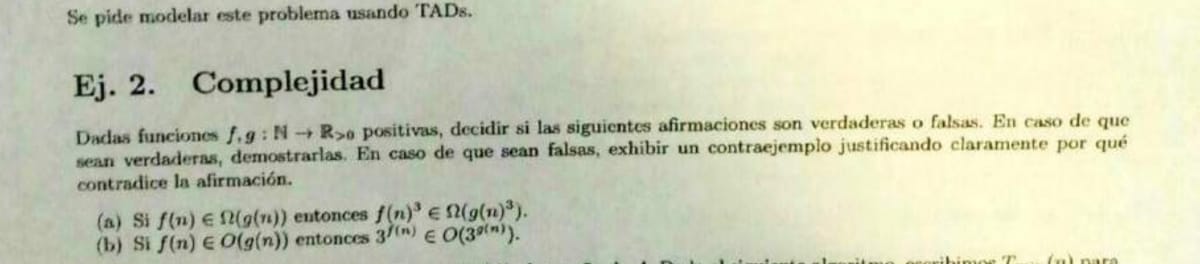 Se pide modelar este problema usando TADs.
Ej. 2. Complejidad
Dadas funciones f, g : ℕ → ℝ>0 positivas, decidir si las siguientes afirmaciones son verdaderas o falsas. En caso de que
sean verdaderas, demostrarlas. En caso de que sean falsas, exhibir un contraejemplo justificando claramente por qué
contradice la afirmación.
(a) Si f(n) ∈ Ω(g(n)) entonces f(n)³ ∈ Ω(g(n)³).
(b) Si f(n) ∈ O(g(n)) entonces 3^f(n) ∈ O(3^g(n)).